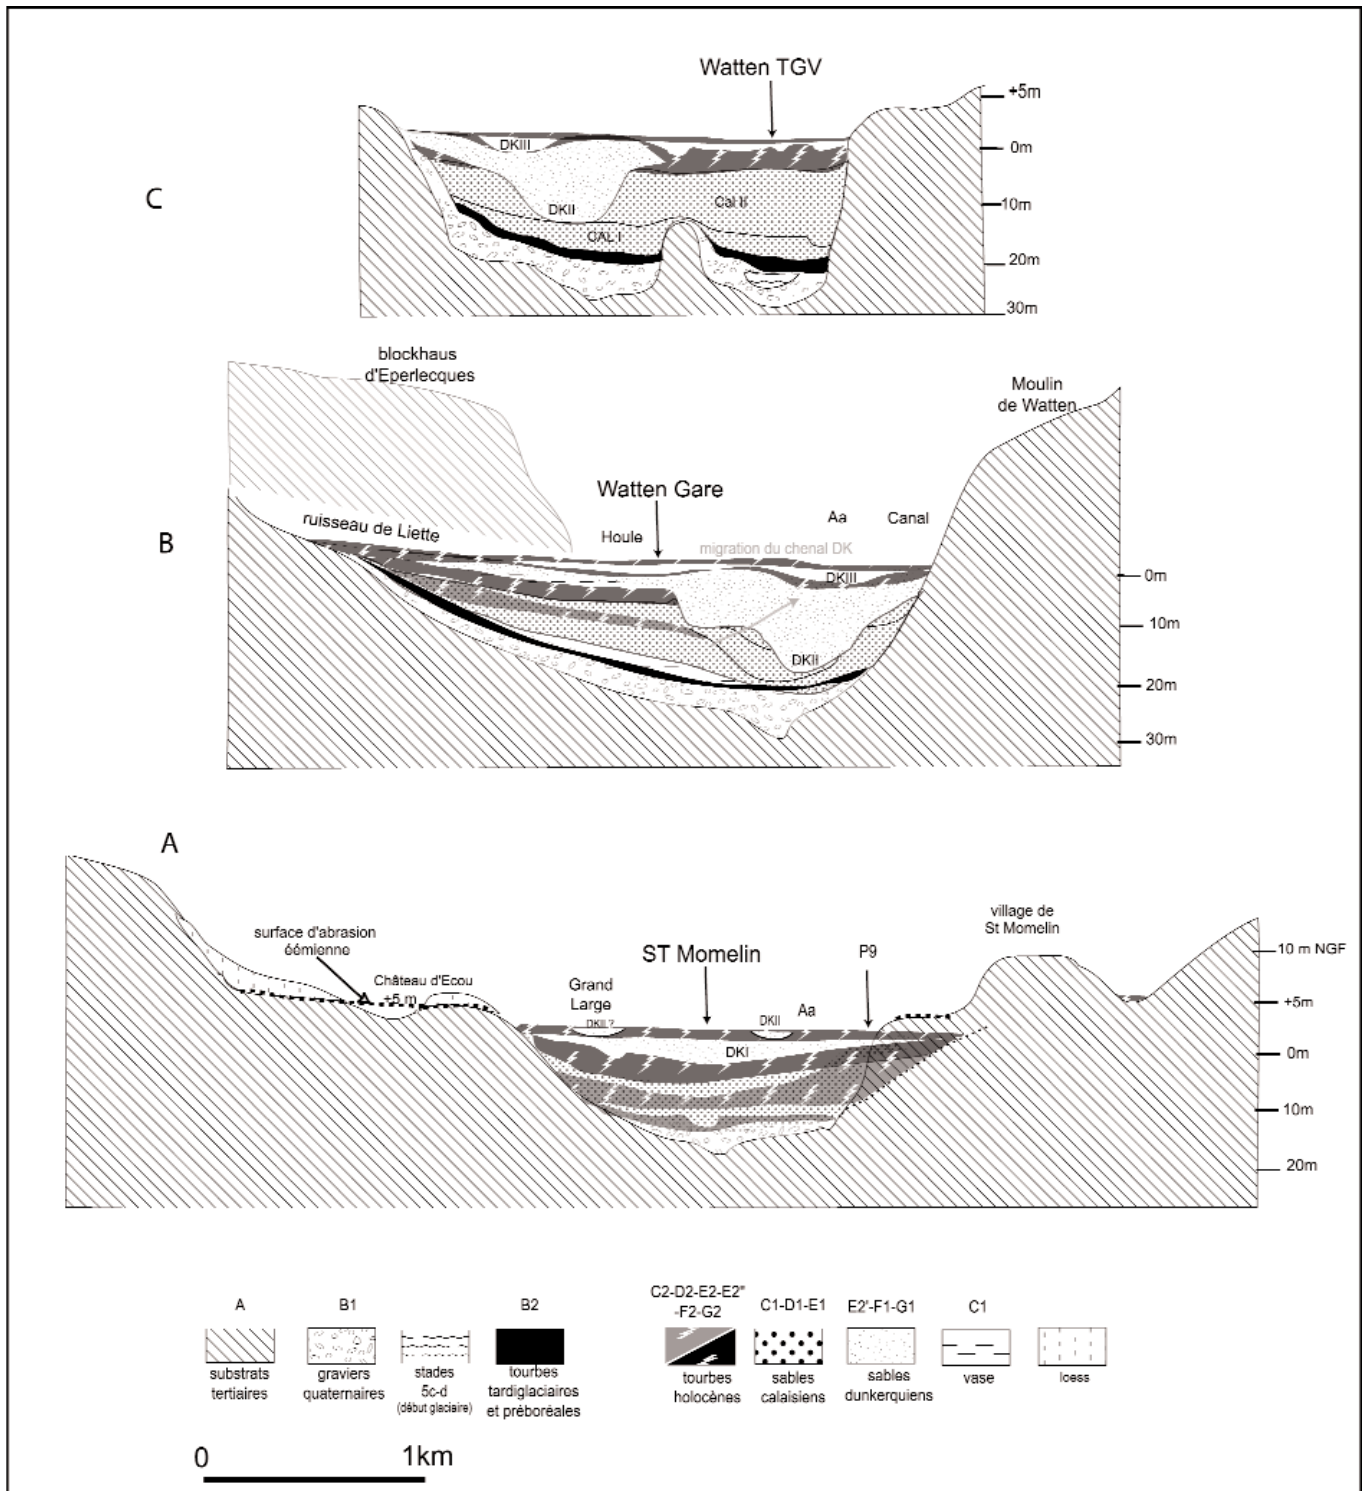 Watten TGV
+5m
0m
10m
20m
30m
C
DKIII
DKII
Cal II
CAL I
blockhaus
d'Eperlecques
Moulin
de Watten
Watten Gare
ruisseau de Liette
Houle
Aa
Canal
B
migration du chenal DK
DKIII
DKII
0m
10m
20m
30m
A
surface d'abrasion
éémienne
Château d'Ecou
+5 m
ST Momelin
P9
village de
St Momelin
Grand
Large
DKII ?
DKII
Aa
DKI
10 m NGF
+5m
0m
10m
20m
A
substrats
tertiaires
B1
graviers
quaternaires
stades
5c-d
(début glaciaire)
B2
tourbes
tardiglaciaires
et préboréales
C2-D2-E2-E2"
-F2-G2
tourbes
holocènes
C1-D1-E1
sables
calaisiens
E2'-F1-G1
sables
dunkerquiens
C1
vase
loess
0
1km